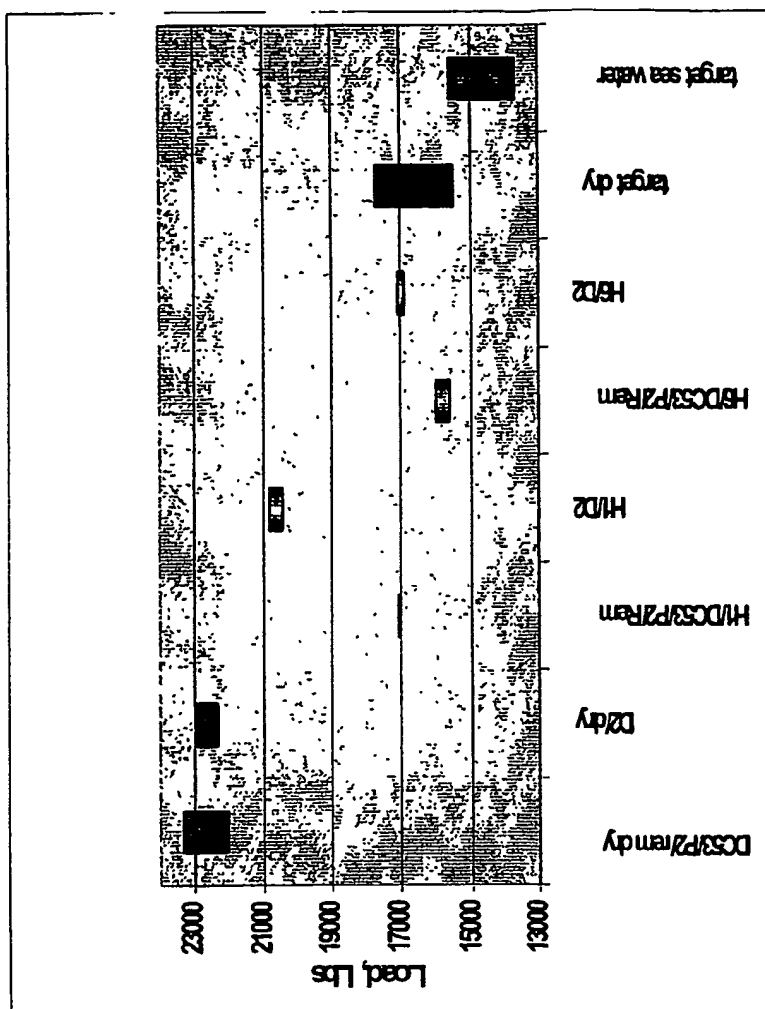 Load, Lbs
23000
21000
19000
17000
15000
13000
DC53/P2/rem dry
D2/dry
H1/DC53/P2/Rem
H1/D2
H6/DC53/P2/Rem
H6/D2
target dry
target sea water